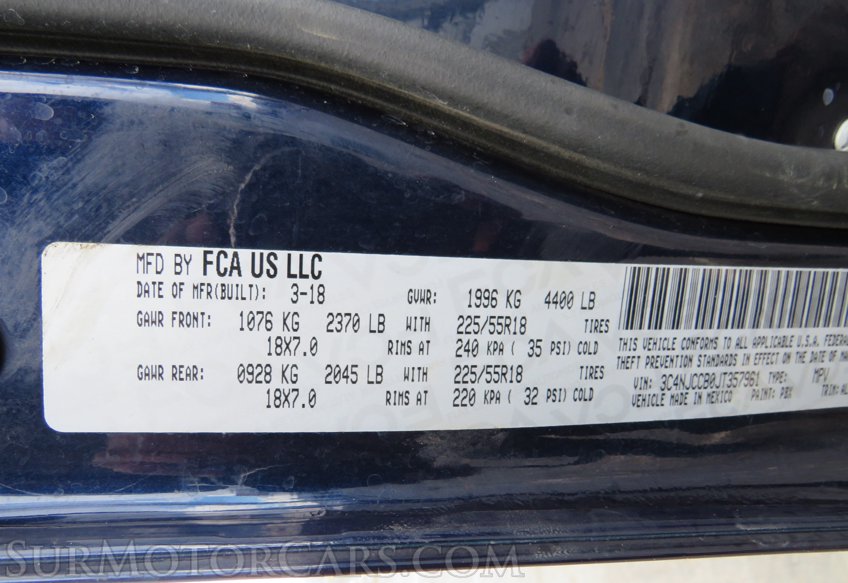 MFD BY FCA US LLC
DATE OF MFR(BUILT): 3-18 GVWR: 1996 KG 4400 LB
GAWR FRONT: 1076 KG 2370 LB WITH 225/55R18 TIRES
18X7.0 RIMS AT 240 KPA ( 35 PSI) COLD
GAWR REAR: 0928 KG 2045 LB WITH 225/55R18 TIRES
18X7.0 RIMS AT 220 KPA ( 32 PSI) COLD
THIS VEHICLE CONFORMS TO ALL APPLICABLE U.S.A. FEDERAL
THEFT PREVENTION STANDARDS IN EFFECT ON THE DATE OF MANU
VIN: 3C4NJCCB0JT357961 TYPE: MPV
VEHICLE MADE IN MEXICO PAINT: PBX TRIM: AL
SurMotorCars.com